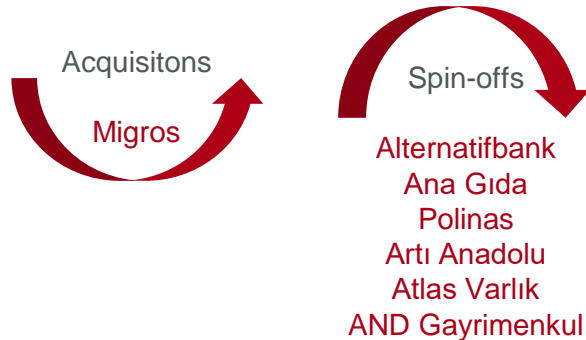 Acquisitons
Migros
Spin-offs
Alternatifbank
Ana Gıda
Polinas
Artı Anadolu
Atlas Varlık
AND Gayrimenkul